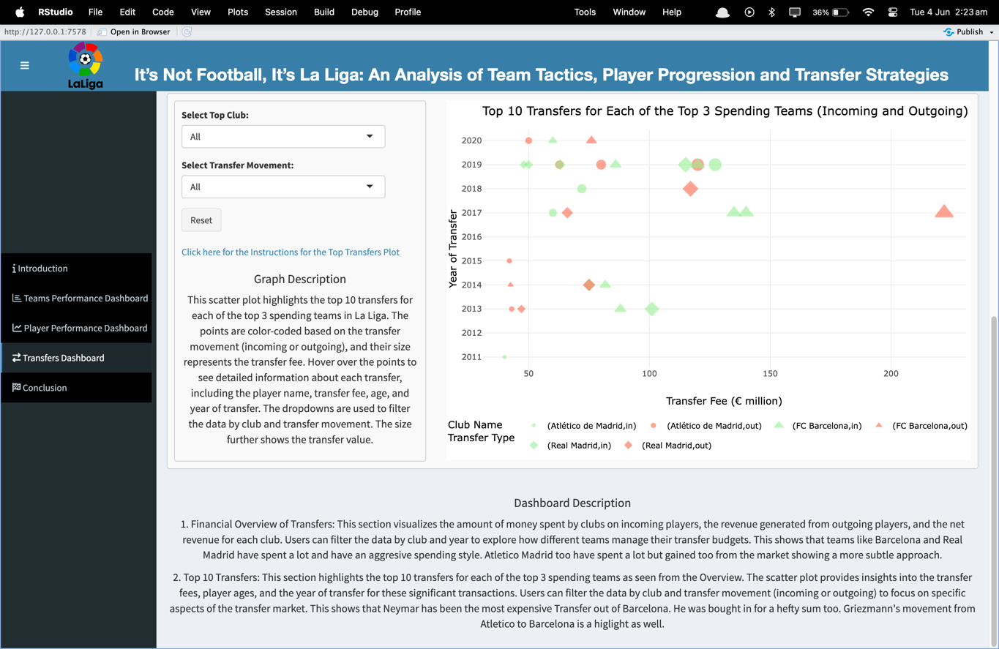 RStudio File Edit Code View Plots Session Build Debug Profile Tools Window Help 36% Tue 4 Jun 2:23 am
http://127.0.0.1:7578 Open in Browser Publish
LaLiga
It's Not Football, It's La Liga: An Analysis of Team Tactics, Player Progression and Transfer Strategies
Introduction
Teams Performance Dashboard
Player Performance Dashboard
Transfers Dashboard
Conclusion
Select Top Club:
All
Select Transfer Movement:
All
Reset
Click here for the Instructions for the Top Transfers Plot
Graph Description
This scatter plot highlights the top 10 transfers for
each of the top 3 spending teams in La Liga. The
points are color-coded based on the transfer
movement (incoming or outgoing), and their size
represents the transfer fee. Hover over the points to
see detailed information about each transfer,
including the player name, transfer fee, age, and
year of transfer. The dropdowns are used to filter
the data by club and transfer movement. The size
further shows the transfer value.
Top 10 Transfers for Each of the Top 3 Spending Teams (Incoming and Outgoing)
Year of Transfer
2020
2019
2018
2017
2016
2015
2014
2013
2012
2011
50 100 150 200
Transfer Fee (€ million)
Club Name
Transfer Type
(Atlético de Madrid,in) (Atlético de Madrid,out) (FC Barcelona,in) (FC Barcelona,out)
(Real Madrid,in) (Real Madrid,out)
Dashboard Description
1. Financial Overview of Transfers: This section visualizes the amount of money spent by clubs on incoming players, the revenue generated from outgoing players, and the net
revenue for each club. Users can filter the data by club and year to explore how different teams manage their transfer budgets. This shows that teams like Barcelona and Real
Madrid have spent a lot and have an aggresive spending style. Atletico Madrid too have spent a lot but gained too from the market showing a more subtle approach.
2. Top 10 Transfers: This section highlights the top 10 transfers for each of the top 3 spending teams as seen from the Overview. The scatter plot provides insights into the transfer
fees, player ages, and the year of transfer for these significant transactions. Users can filter the data by club and transfer movement (incoming or outgoing) to focus on specific
aspects of the transfer market. This shows that Neymar has been the most expensive Transfer out of Barcelona. He was bought in for a hefty sum too. Griezmann's movement from
Atletico to Barcelona is a higlight as well.